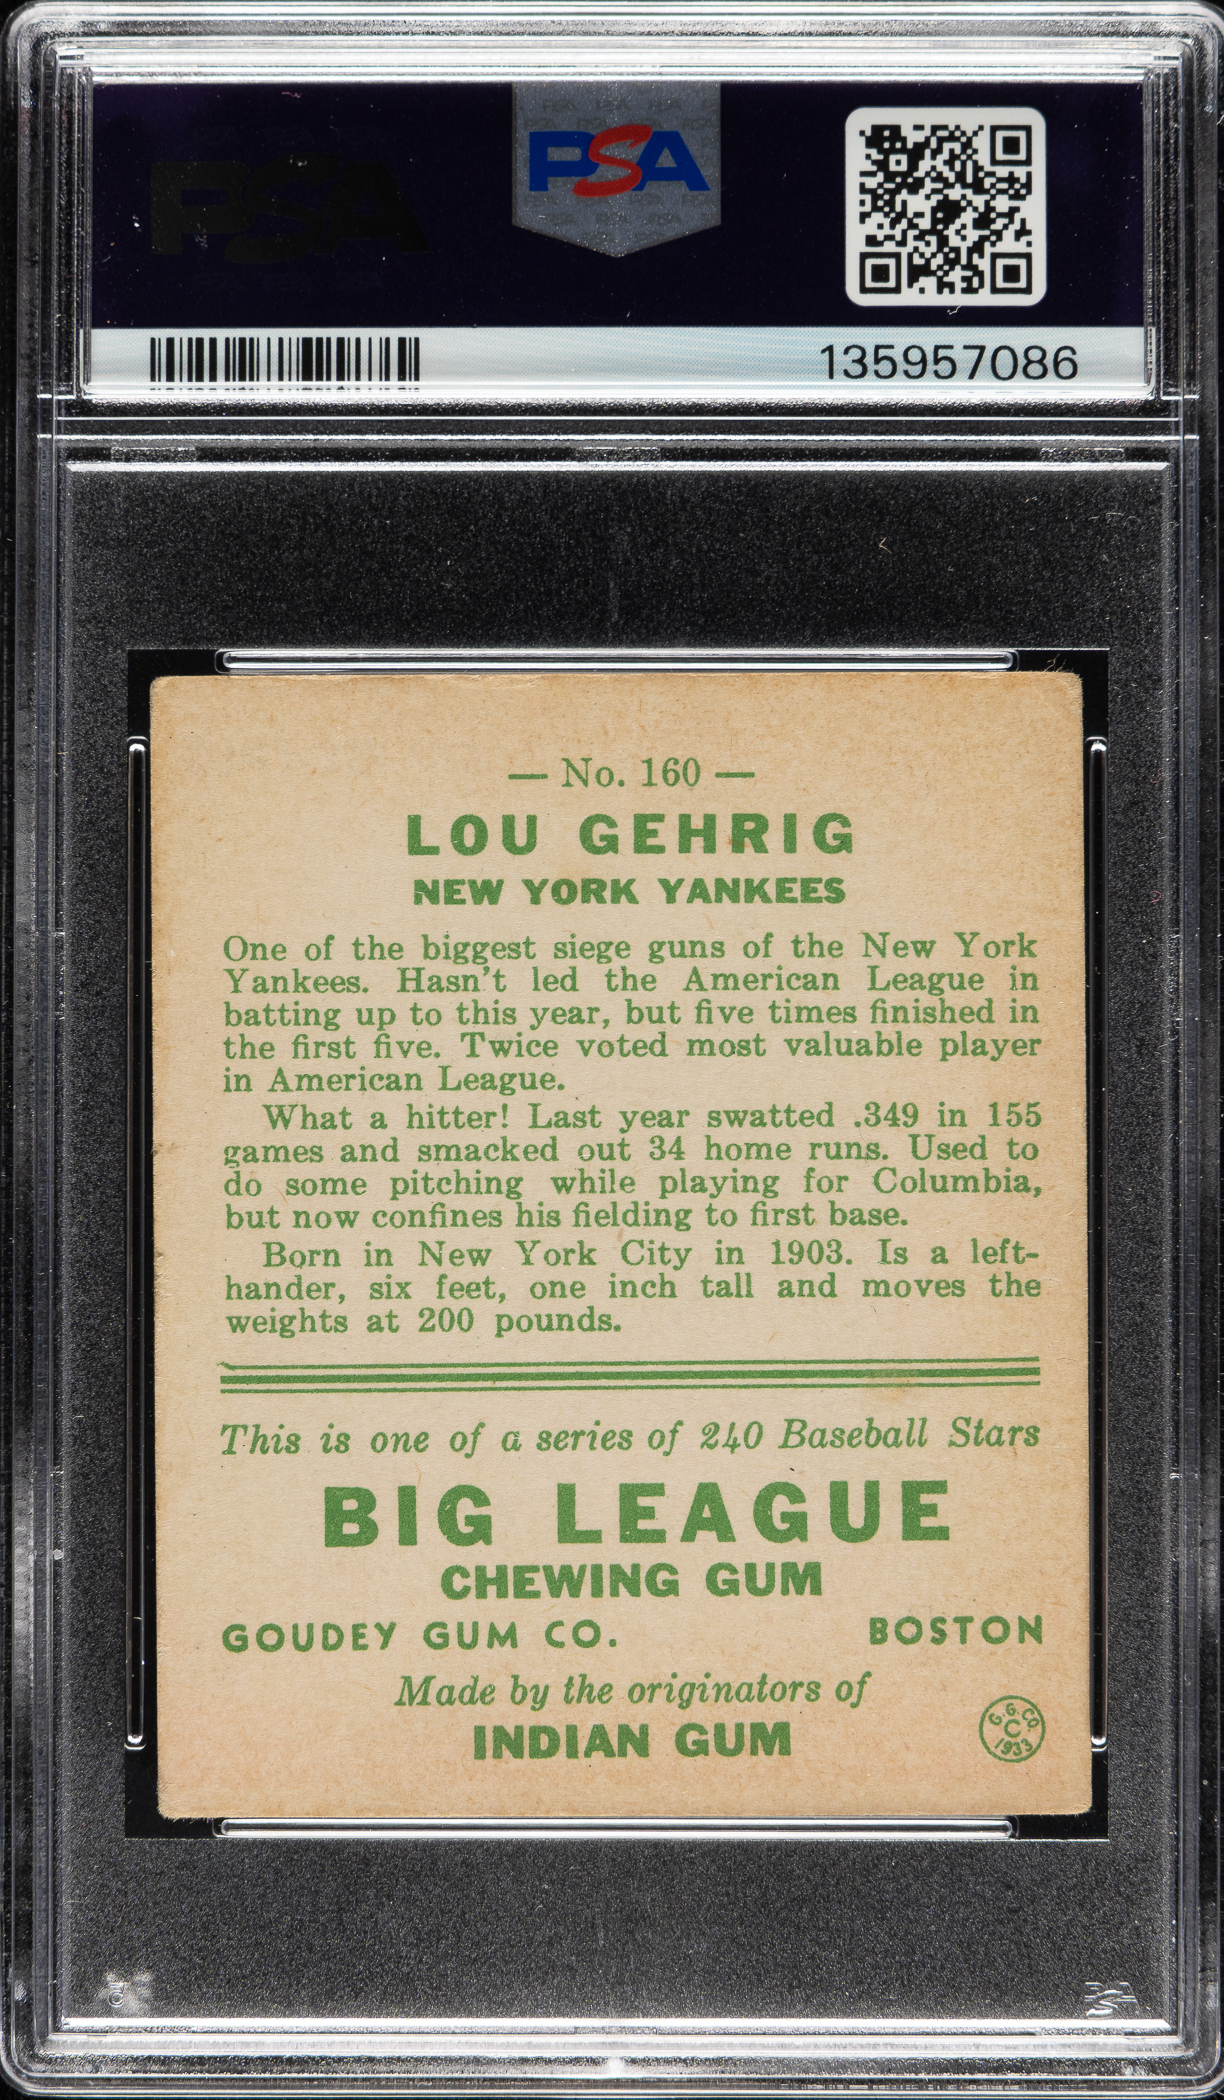 PSA
PSA
135957086
— No. 160 —
LOU GEHRIG
NEW YORK YANKEES
One of the biggest siege guns of the New York
Yankees. Hasn't led the American League in
batting up to this year, but five times finished in
the first five. Twice voted most valuable player
in American League.
What a hitter! Last year swatted .349 in 155
games and smacked out 34 home runs. Used to
do some pitching while playing for Columbia,
but now confines his fielding to first base.
Born in New York City in 1903. Is a left-
hander, six feet, one inch tall and moves the
weights at 200 pounds.
This is one of a series of 240 Baseball Stars
BIG LEAGUE
CHEWING GUM
GOUDEY GUM CO. BOSTON
Made by the originators of
INDIAN GUM
G. G. CO.
C
1933
PSA